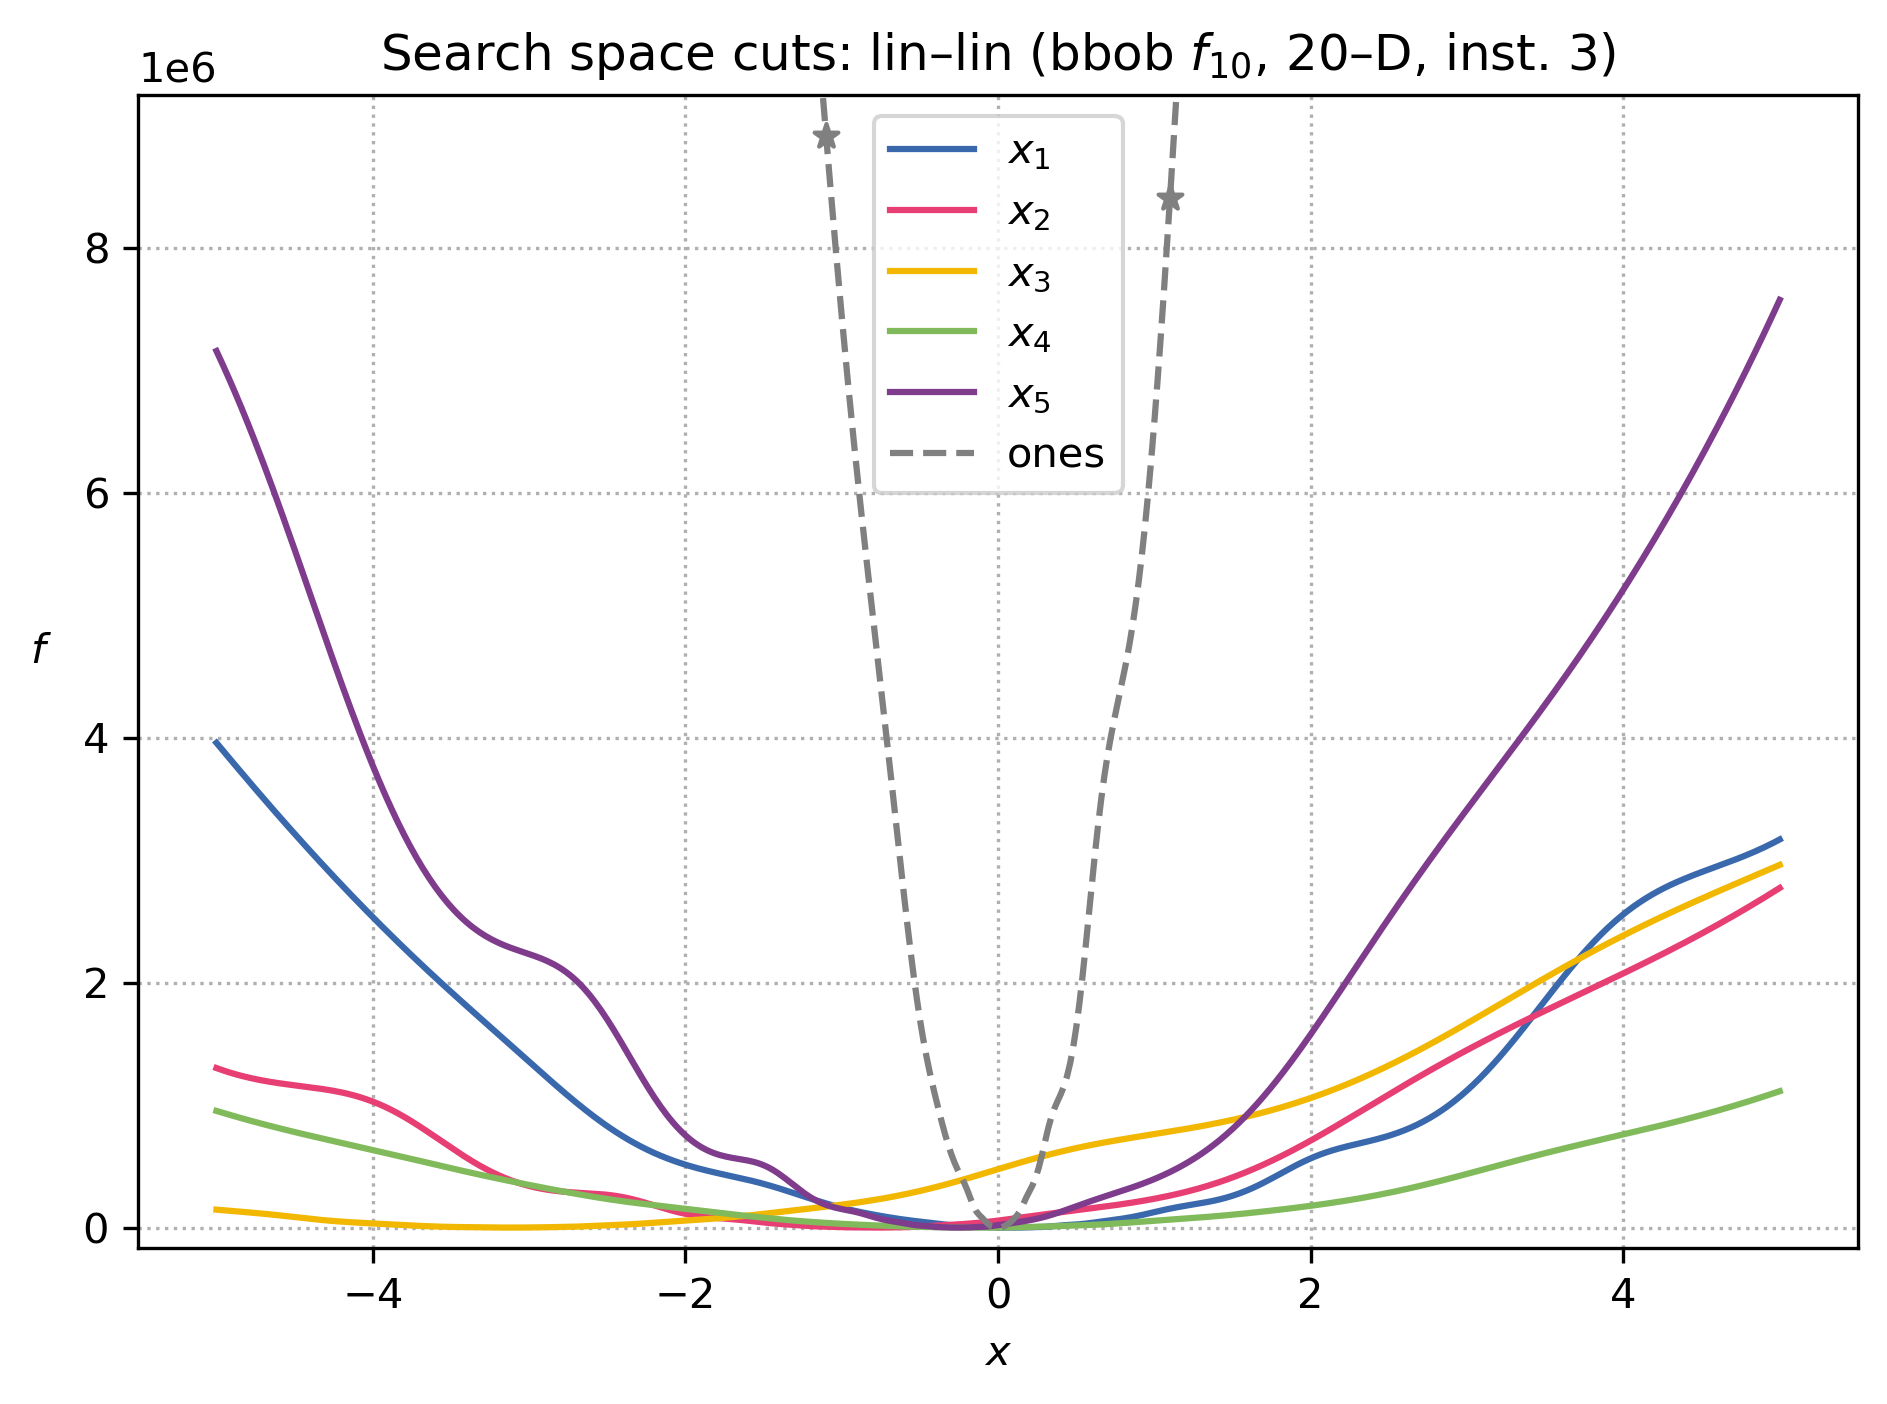 Search space cuts: lin–lin (bbob f₁₀, 20–D, inst. 3)
1e6
x₁
x₂
x₃
x₄
x₅
ones
8
6
4
2
0
f
−4 −2 0 2 4
x